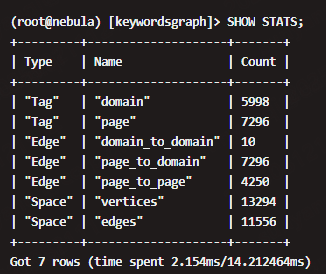 (root@nebula) [keywordsgraph]> SHOW STATS;
+---------+--------------------+-------+
| Type    | Name               | Count |
+---------+--------------------+-------+
| "Tag"   | "domain"           | 5998  |
| "Tag"   | "page"             | 7296  |
| "Edge"  | "domain_to_domain" | 10    |
| "Edge"  | "page_to_domain"   | 7296  |
| "Edge"  | "page_to_page"     | 4250  |
| "Space" | "vertices"         | 13294 |
| "Space" | "edges"            | 11556 |
+---------+--------------------+-------+
Got 7 rows (time spent 2.154ms/14.212464ms)